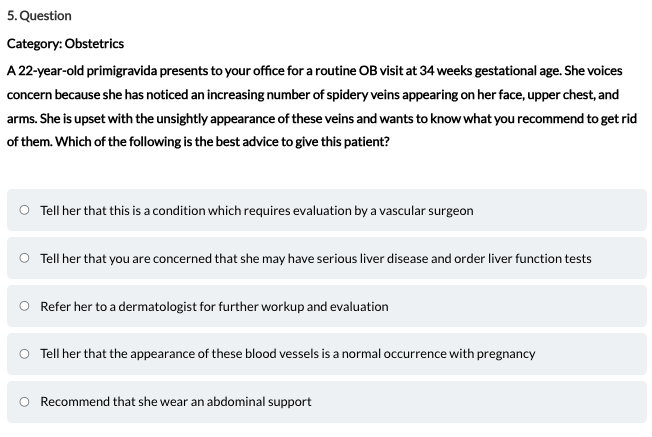 5. Question
Category: Obstetrics
A 22-year-old primigravida presents to your office for a routine OB visit at 34 weeks gestational age. She voices
concern because she has noticed an increasing number of spidery veins appearing on her face, upper chest, and
arms. She is upset with the unsightly appearance of these veins and wants to know what you recommend to get rid
of them. Which of the following is the best advice to give this patient?
Tell her that this is a condition which requires evaluation by a vascular surgeon
Tell her that you are concerned that she may have serious liver disease and order liver function tests
Refer her to a dermatologist for further workup and evaluation
Tell her that the appearance of these blood vessels is a normal occurrence with pregnancy
Recommend that she wear an abdominal support